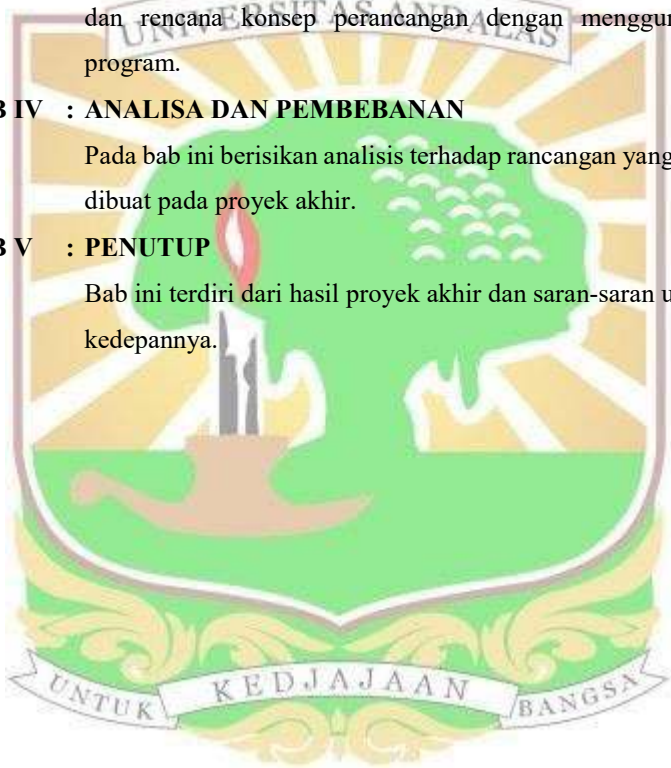 dan rencana konsep perancangan dengan menggun
UNIVERSITAS ANDALAS
program.
B IV : ANALISA DAN PEMBEBANAN
Pada bab ini berisikan analisis terhadap rancangan yang
dibuat pada proyek akhir.
B V : PENUTUP
Bab ini terdiri dari hasil proyek akhir dan saran-saran u
kedepannya.
UNTUK KEDJAJAAN BANGSA